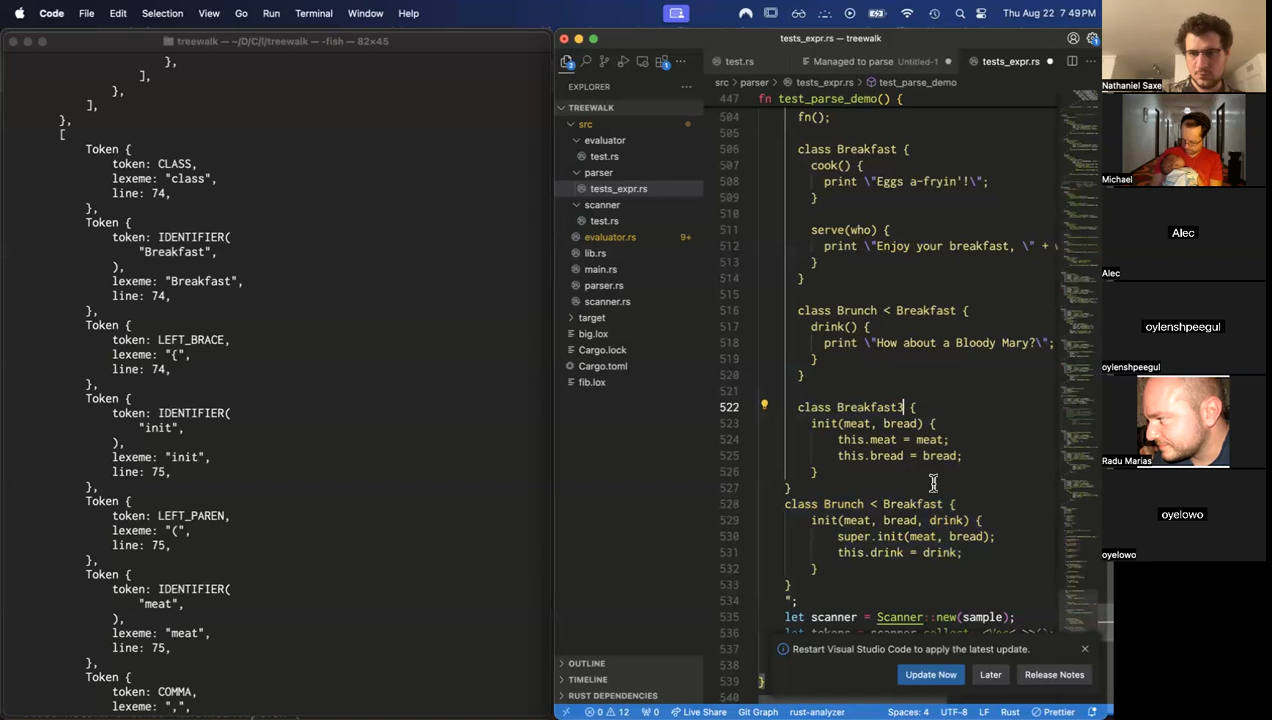 Code File Edit Selection View Go Run Terminal Window Help
Thu Aug 22 7:49 PM
treewalk — ~/D/C/l/treewalk — -fish — 82×45
},
],
},
],
},
[
Token {
token: CLASS,
lexeme: "class",
line: 74,
},
Token {
token: IDENTIFIER(
"Breakfast",
),
lexeme: "Breakfast",
line: 74,
},
Token {
token: LEFT_BRACE,
lexeme: "{",
line: 74,
},
Token {
token: IDENTIFIER(
"init",
),
lexeme: "init",
line: 75,
},
Token {
token: LEFT_PAREN,
lexeme: "(",
line: 75,
},
Token {
token: IDENTIFIER(
"meat",
),
lexeme: "meat",
line: 75,
},
Token {
token: COMMA,
lexeme: ",",
tests_expr.rs — treewalk
EXPLORER
TREEWALK
src
evaluator
test.rs
parser
tests_expr.rs
scanner
test.rs
evaluator.rs 9+
lib.rs
main.rs
parser.rs
scanner.rs
target
big.lox
Cargo.lock
Cargo.toml
fib.lox
OUTLINE
TIMELINE
RUST DEPENDENCIES
test.rs Managed to parse Untitled-1 tests_expr.rs
src > parser > tests_expr.rs > test_parse_demo
447 fn test_parse_demo() {
504 fn();
505
506 class Breakfast {
507 cook() {
508 print \"Eggs a-fryin'!\";
509 }
510
511 serve(who) {
512 print \"Enjoy your breakfast, \" +
513 }
514 }
515
516 class Brunch < Breakfast {
517 drink() {
518 print \"How about a Bloody Mary?\";
519 }
520 }
521
522 class Breakfast3 {
523 init(meat, bread) {
524 this.meat = meat;
525 this.bread = bread;
526 }
527 }
528 class Brunch < Breakfast {
529 init(meat, bread, drink) {
530 super.init(meat, bread);
531 this.drink = drink;
532 }
533 }
534 ";
535 let scanner = Scanner::new(sample);
536 let tokens = scanner.collect::<Vec<_>>();
537
538
539 }
540
Restart Visual Studio Code to apply the latest update.
Update Now Later Release Notes
0 12 0 Live Share Git Graph rust-analyzer Spaces: 4 UTF-8 LF Rust Prettier
Nathaniel Saxe
Michael
Alec
Alec
oylenshpeegul
oylenshpeegul
Radu Marias
oyelowo
oyelowo